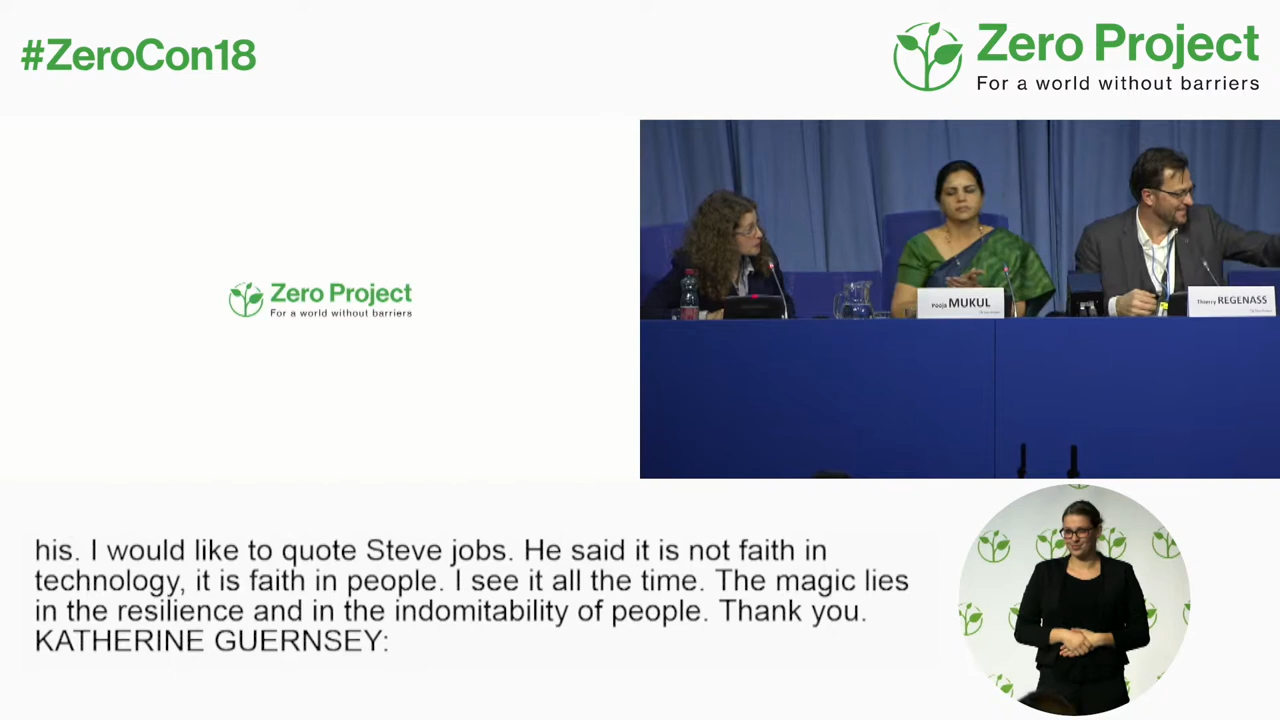 #ZeroCon18
Zero Project
For a world without barriers
Zero Project
For a world without barriers
Pooja MUKUL
Thierry REGENASS
his. I would like to quote Steve jobs. He said it is not faith in
technology, it is faith in people. I see it all the time. The magic lies
in the resilience and in the indomitability of people. Thank you.
KATHERINE GUERNSEY: